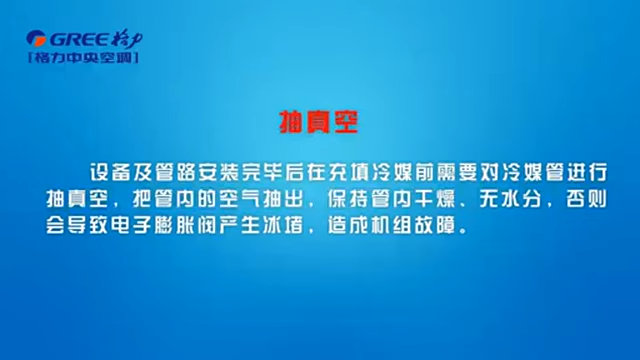 GREE格力
[格力中央空调]
抽真空
设备及管路安装完毕后在充填冷媒前需要对冷媒管进行
抽真空，把管内的空气抽出，保持管内干燥、无水分，否则
会导致电子膨胀阀产生冰堵，造成机组故障。